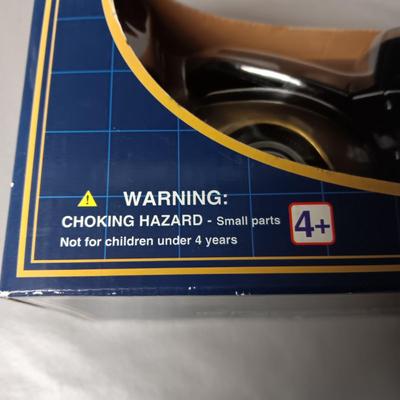 WARNING:
CHOKING HAZARD - Small parts
Not for children under 4 years
4+